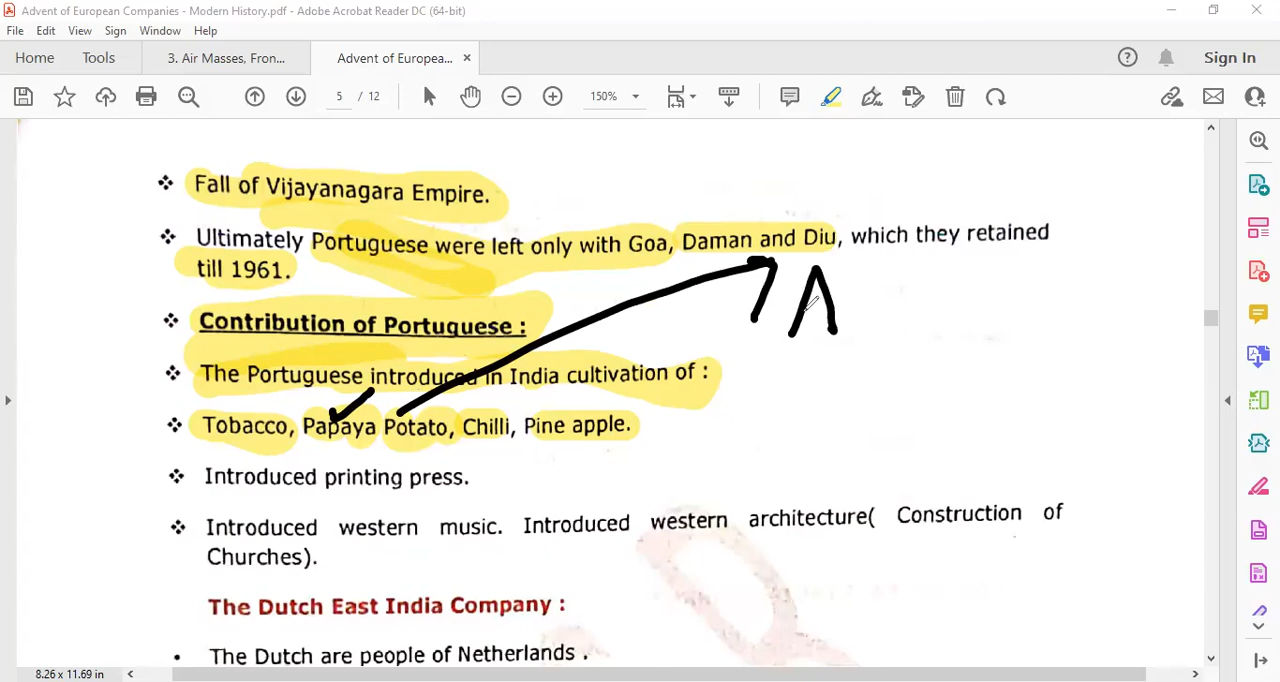 Advent of European Companies - Modern History.pdf - Adobe Acrobat Reader DC (64-bit)
File Edit View Sign Window Help
Home Tools 3. Air Masses, Fron... Advent of Europea... × Sign In
5 / 12 150%
❖ Fall of Vijayanagara Empire.
❖ Ultimately Portuguese were left only with Goa, Daman and Diu, which they retained
till 1961.
❖ Contribution of Portuguese :
❖ The Portuguese introduced in India cultivation of :
❖ Tobacco, Papaya Potato, Chilli, Pine apple.
❖ Introduced printing press.
❖ Introduced western music. Introduced western architecture( Construction of
Churches).
The Dutch East India Company :
• The Dutch are people of Netherlands .
8.26 x 11.69 in